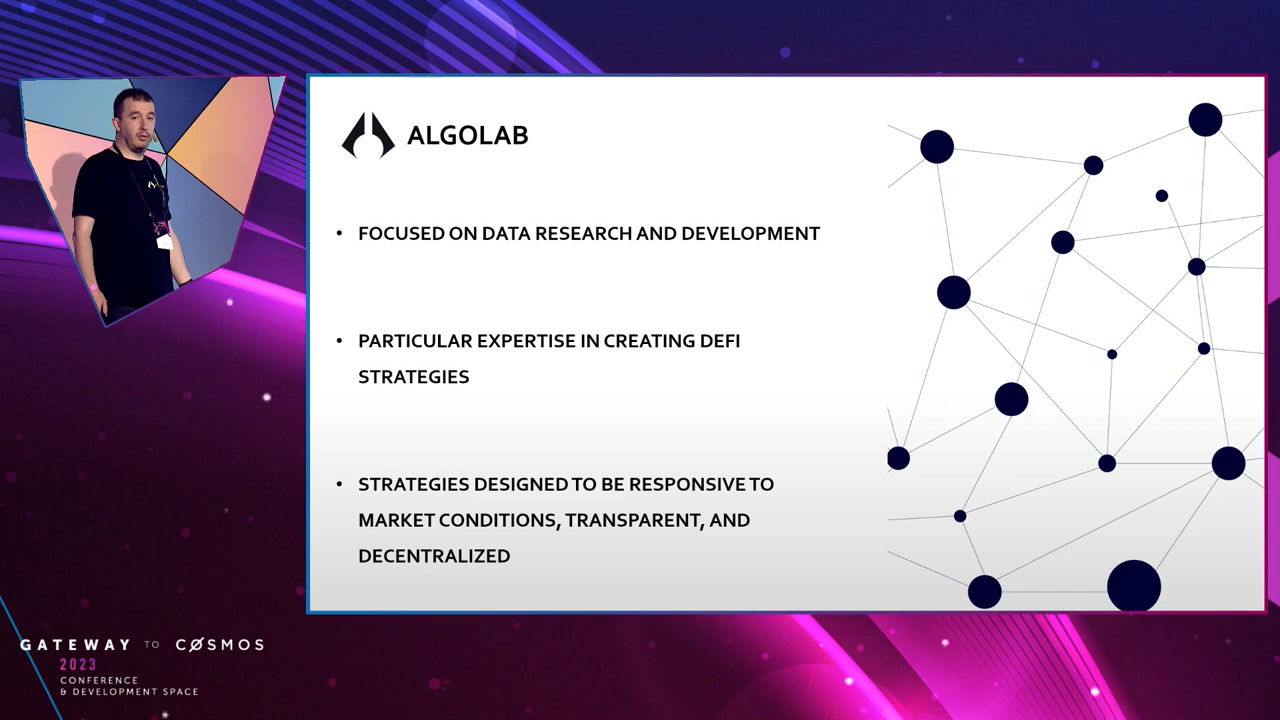 ALGOLAB
• FOCUSED ON DATA RESEARCH AND DEVELOPMENT
• PARTICULAR EXPERTISE IN CREATING DEFI
STRATEGIES
• STRATEGIES DESIGNED TO BE RESPONSIVE TO
MARKET CONDITIONS, TRANSPARENT, AND
DECENTRALIZED
GATEWAY TO CØSMOS
2023
CONFERENCE
& DEVELOPMENT SPACE